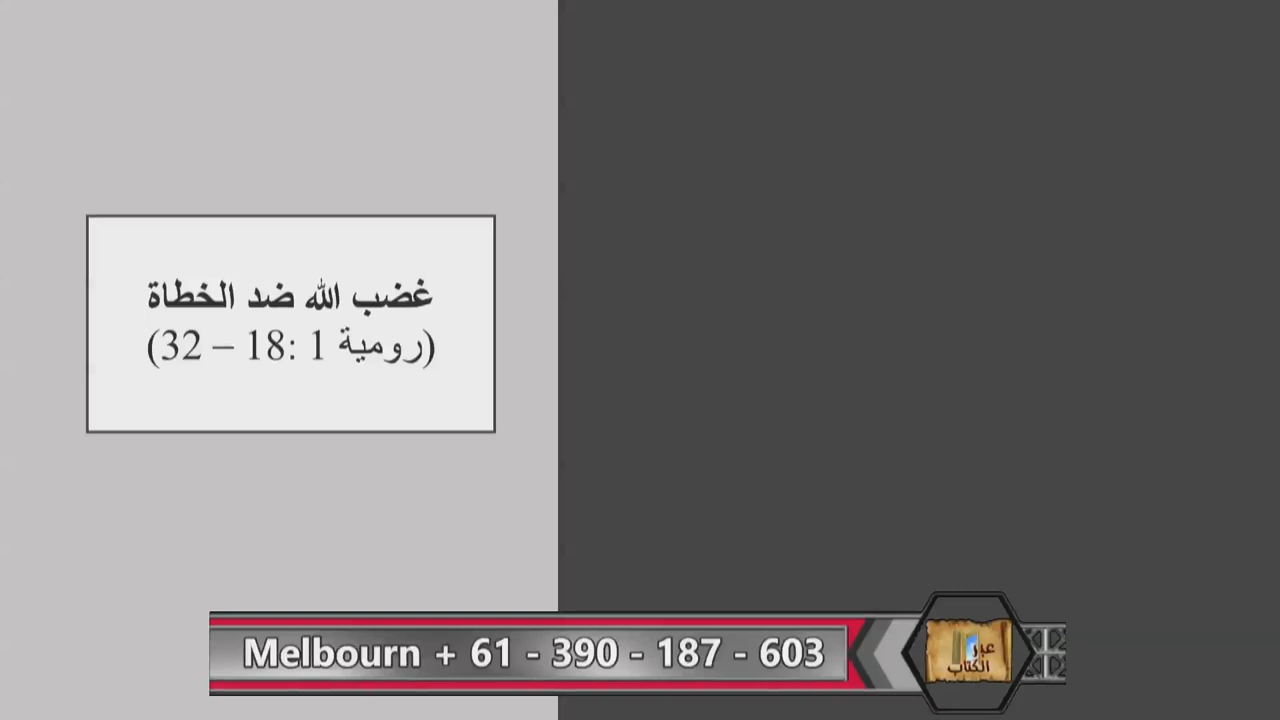 غضب الله ضد الخطاة
(رومية 1 :18 – 32)
Melbourn + 61 - 390 - 187 - 603
عبر
الكتاب